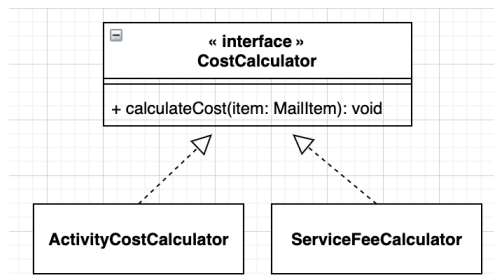 « interface »
CostCalculator
+ calculateCost(item: MailItem): void
ActivityCostCalculator
ServiceFeeCalculator